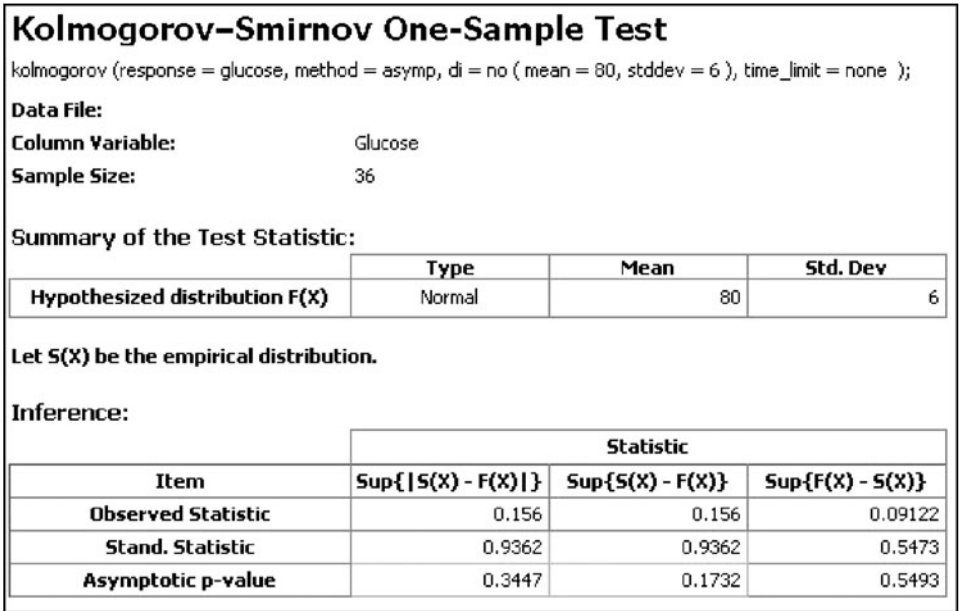 Kolmogorov–Smirnov One-Sample Test
kolmogorov (response = glucose, method = asymp, di = no ( mean = 80, stddev = 6 ), time_limit = none );
Data File:
Column Variable: Glucose
Sample Size: 36
Summary of the Test Statistic:
Type Mean Std. Dev
Hypothesized distribution F(X) Normal 80 6
Let S(X) be the empirical distribution.
Inference:
Statistic
Item Sup{|S(X) - F(X)|} Sup{S(X) - F(X)} Sup{F(X) - S(X)}
Observed Statistic 0.156 0.156 0.09122
Stand. Statistic 0.9362 0.9362 0.5473
Asymptotic p-value 0.3447 0.1732 0.5493